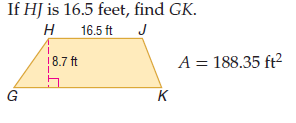 If HJ is 16.5 feet, find GK.
H 16.5 ft J
8.7 ft
A = 188.35 ft²
G K